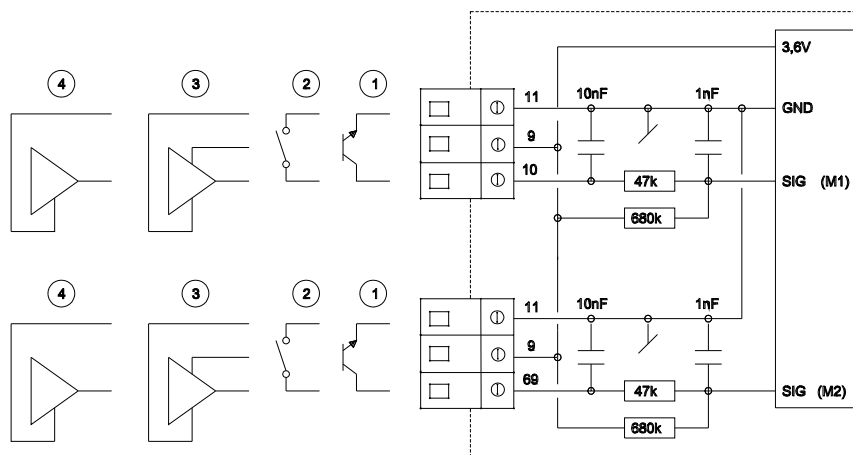 3,6V
4 3 2 1
11 10nF 1nF GND
9
10 47k SIG (M1)
680k
4 3 2 1
11 10nF 1nF
9
69 47k SIG (M2)
680k